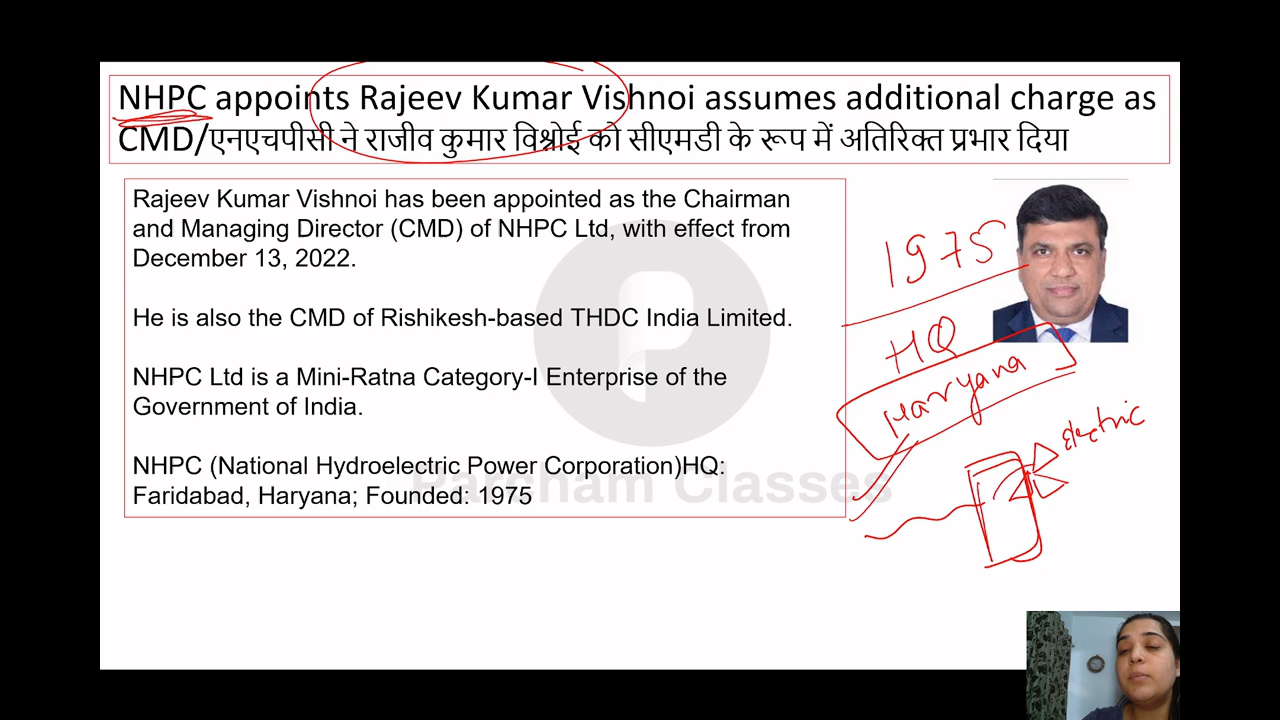 NHPC appoints Rajeev Kumar Vishnoi assumes additional charge as
CMD/एनएचपीसी ने राजीव कुमार विश्नोई को सीएमडी के रूप में अतिरिक्त प्रभार दिया
Rajeev Kumar Vishnoi has been appointed as the Chairman
and Managing Director (CMD) of NHPC Ltd, with effect from
December 13, 2022.
He is also the CMD of Rishikesh-based THDC India Limited.
NHPC Ltd is a Mini-Ratna Category-I Enterprise of the
Government of India.
NHPC (National Hydroelectric Power Corporation)HQ:
Faridabad, Haryana; Founded: 1975
Parcham Classes
1975
HQ
Haryana
Electric